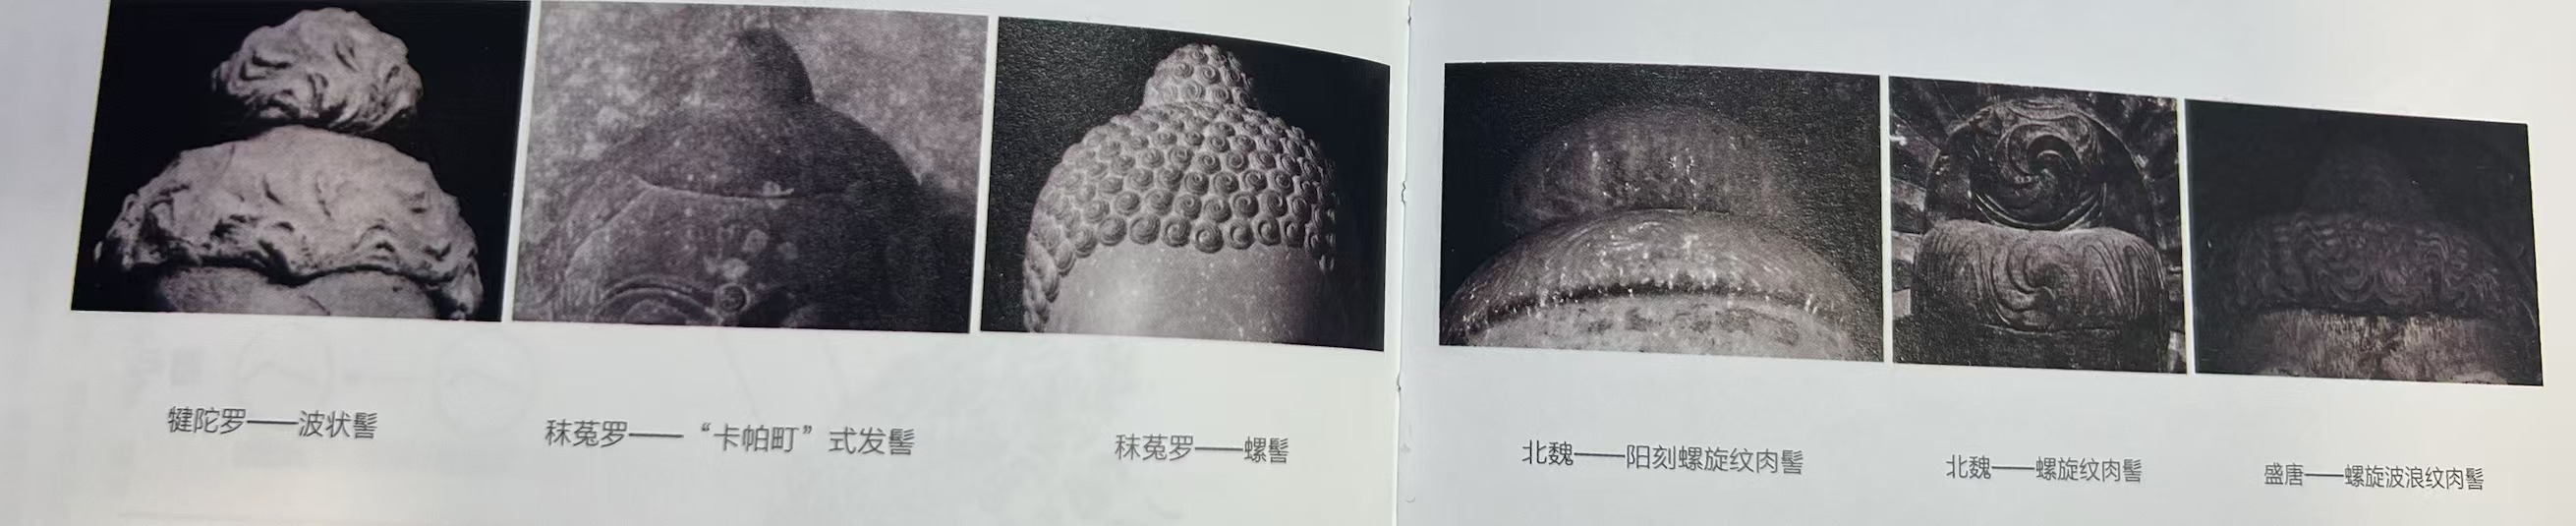 犍陀罗——波状髻
秣菟罗——“卡帕町”式发髻
秣菟罗——螺髻
北魏——阳刻螺旋纹肉髻
北魏——螺旋纹肉髻
盛唐——螺旋波浪纹肉髻